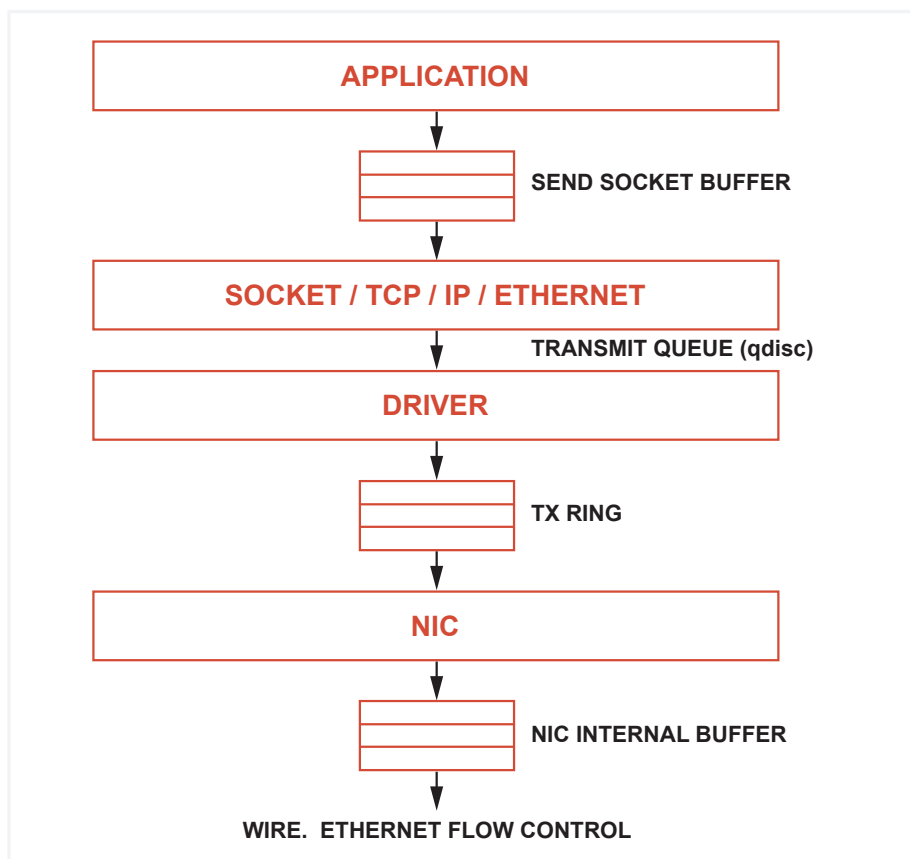 APPLICATION
SEND SOCKET BUFFER
SOCKET / TCP / IP / ETHERNET
TRANSMIT QUEUE (qdisc)
DRIVER
TX RING
NIC
NIC INTERNAL BUFFER
WIRE. ETHERNET FLOW CONTROL